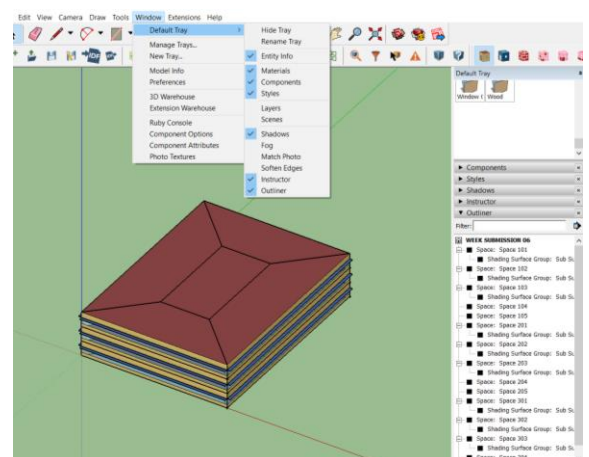 Edit View Camera Draw Tools Window Extensions Help
Default Tray
Manage Trays...
New Tray...
Model Info
Preferences
3D Warehouse
Extension Warehouse
Ruby Console
Component Options
Component Attributes
Photo Textures
Hide Tray
Rename Tray
Entity Info
Materials
Components
Styles
Layers
Scenes
Shadows
Fog
Match Photo
Soften Edges
Instructor
Outliner
Default Tray
Window I Wood
Components
Styles
Shadows
Instructor
Outliner
Filter:
WEEK SUBMISSION 06
Space: Space 101
Shading Surface Group: Sub Su
Space: Space 102
Shading Surface Group: Sub Su
Space: Space 103
Shading Surface Group: Sub Su
Space: Space 104
Space: Space 105
Space: Space 201
Shading Surface Group: Sub Su
Space: Space 202
Shading Surface Group: Sub Su
Space: Space 203
Shading Surface Group: Sub Su
Space: Space 204
Space: Space 205
Space: Space 301
Shading Surface Group: Sub Su
Space: Space 302
Shading Surface Group: Sub Su
Space: Space 303
Shading Surface Group: Sub Su